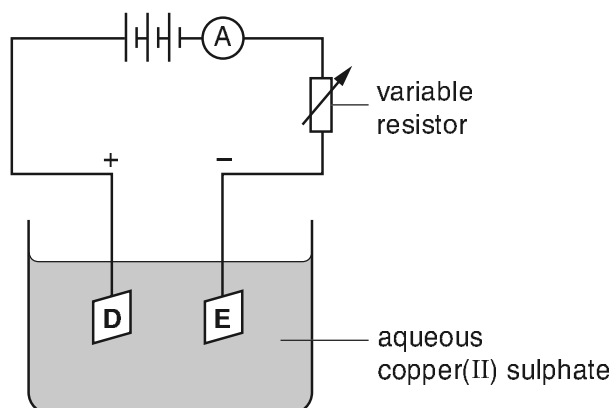 A
variable
resistor
+
−
D
E
aqueous
copper(II) sulphate